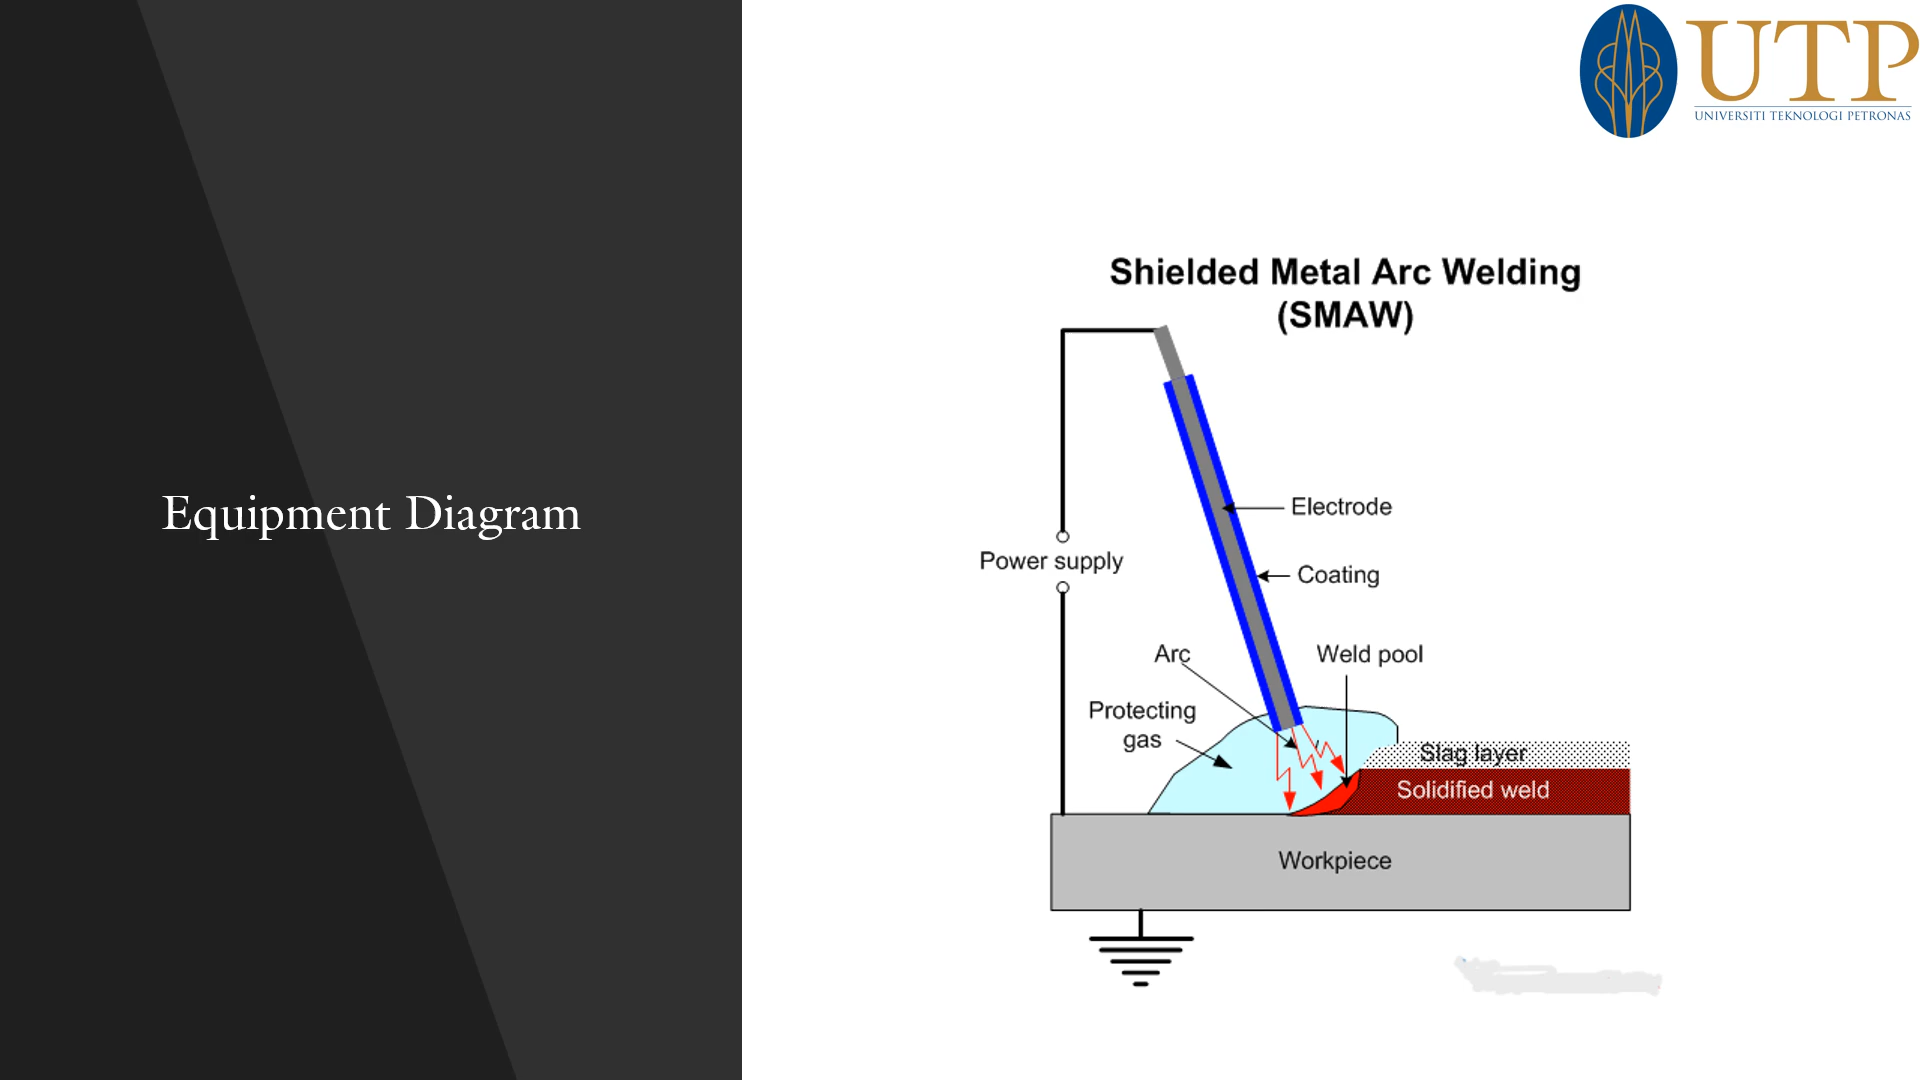 UTP
UNIVERSITI TEKNOLOGI PETRONAS
Equipment Diagram
Shielded Metal Arc Welding
(SMAW)
Electrode
Power supply
Coating
Arc
Weld pool
Protecting
gas
Slag layer
Solidified weld
Workpiece